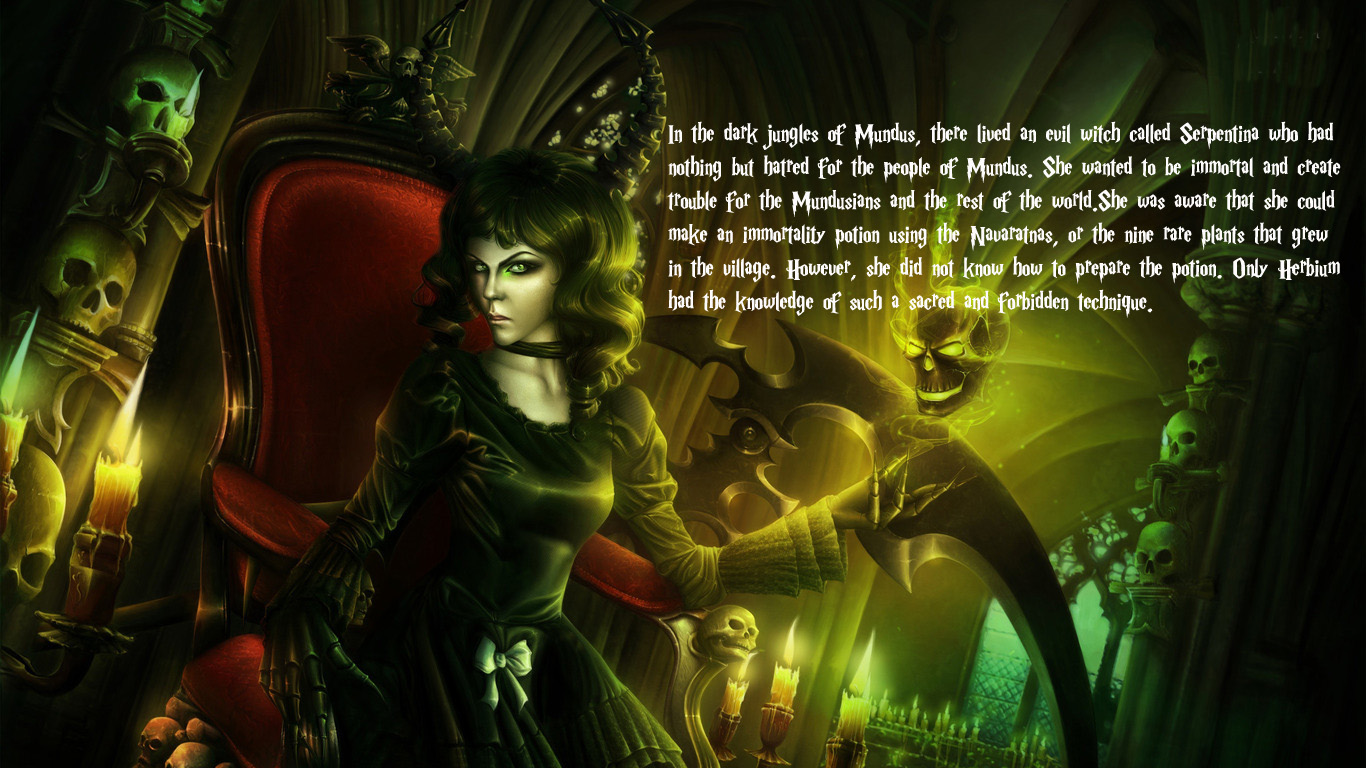 In the dark jungles of Mundus, there lived an evil witch called Serpentina who had
nothing but hatred for the people of Mundus. She wanted to be immortal and create
trouble for the Mundusians and the rest of the world.She was aware that she could
make an immortality potion using the Navaratnas, or the nine rare plants that grew
in the village. However, she did not know how to prepare the potion. Only Herbium
had the knowledge of such a sacred and forbidden technique.